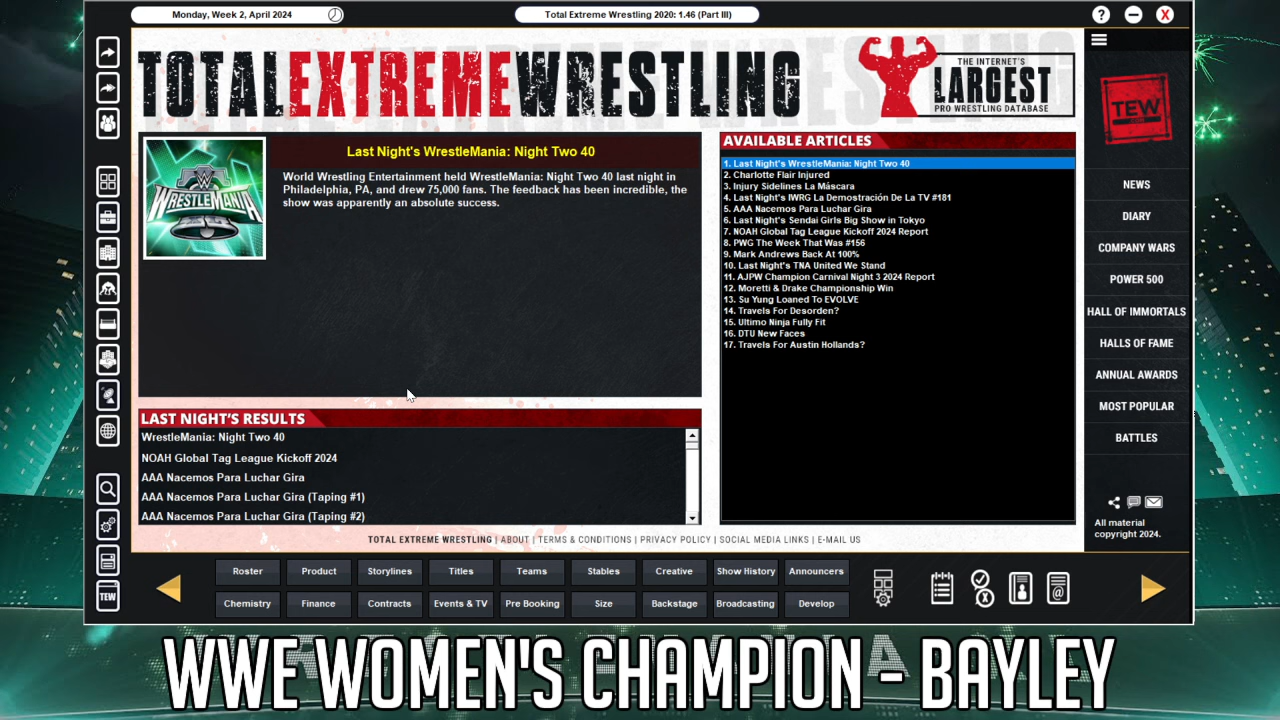 Monday, Week 2, April 2024
Total Extreme Wrestling 2020: 1.46 (Part III)
?
X
TOTALEXTREMEWRESTLING
THE INTERNET'S
LARGEST
PRO WRESTLING DATABASE
TEW
.COM
WRESTLEMANIA
XL
Last Night's WrestleMania: Night Two 40
World Wrestling Entertainment held WrestleMania: Night Two 40 last night in
Philadelphia, PA, and drew 75,000 fans. The feedback has been incredible, the
show was apparently an absolute success.
AVAILABLE ARTICLES
1. Last Night's WrestleMania: Night Two 40
2. Charlotte Flair Injured
3. Injury Sidelines La Máscara
4. Last Night's IWRG La Demostración De La TV #181
5. AAA Nacemos Para Luchar Gira
6. Last Night's Sendai Girls Big Show in Tokyo
7. NOAH Global Tag League Kickoff 2024 Report
8. PWG The Week That Was #156
9. Mark Andrews Back At 100%
10. Last Night's TNA United We Stand
11. AJPW Champion Carnival Night 3 2024 Report
12. Moretti & Drake Championship Win
13. Su Yung Loaned To EVOLVE
14. Travels For Desorden?
15. Ultimo Ninja Fully Fit
16. DTU New Faces
17. Travels For Austin Hollands?
NEWS
DIARY
COMPANY WARS
POWER 500
HALL OF IMMORTALS
HALLS OF FAME
ANNUAL AWARDS
MOST POPULAR
BATTLES
All material
copyright 2024.
LAST NIGHT'S RESULTS
WrestleMania: Night Two 40
NOAH Global Tag League Kickoff 2024
AAA Nacemos Para Luchar Gira
AAA Nacemos Para Luchar Gira (Taping #1)
AAA Nacemos Para Luchar Gira (Taping #2)
TOTAL EXTREME WRESTLING | ABOUT | TERMS & CONDITIONS | PRIVACY POLICY | SOCIAL MEDIA LINKS | E-MAIL US
Roster Product Storylines Titles Teams Stables Creative Show History Announcers
Chemistry Finance Contracts Events & TV Pre Booking Size Backstage Broadcasting Develop
TEW
WWE WOMEN'S CHAMPION - BAYLEY